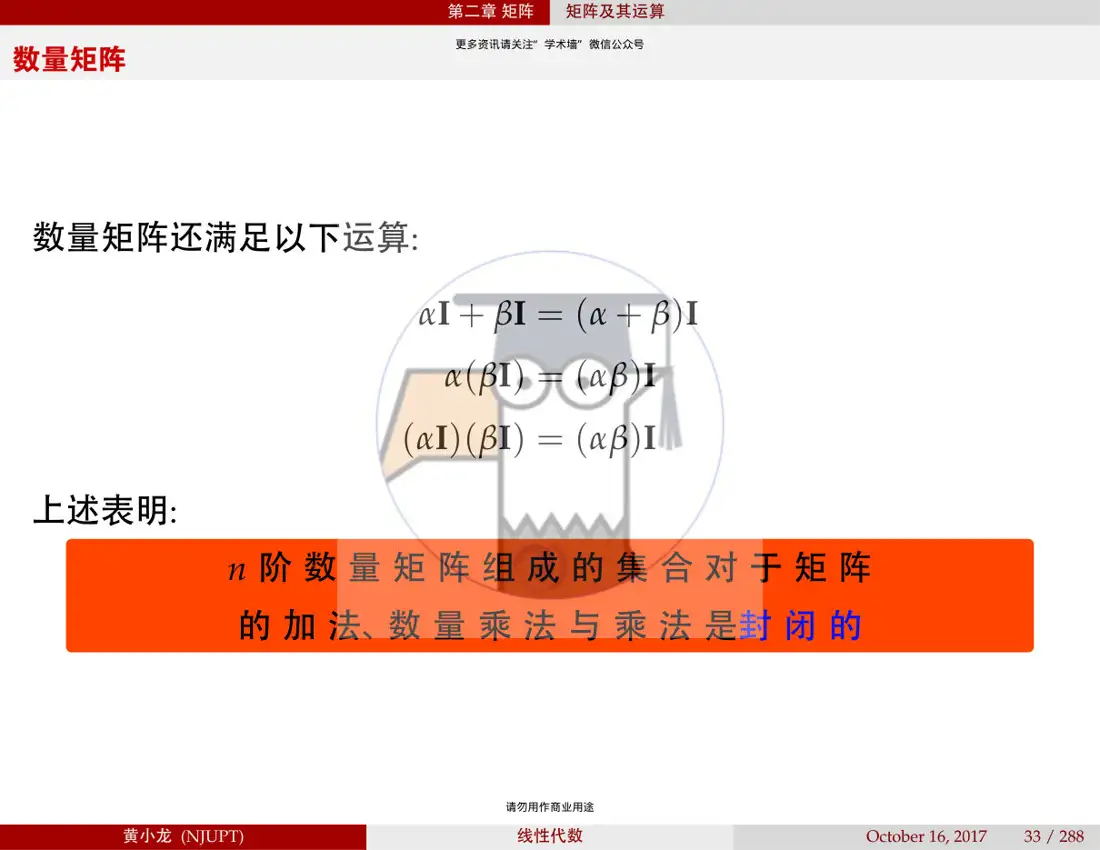 第二章 矩阵 矩阵及其运算
数量矩阵
更多资讯请关注“学术墙”微信公众号
数量矩阵还满足以下运算:
αI + βI = (α + β)I
α(βI) = (αβ)I
(αI)(βI) = (αβ)I
上述表明:
n 阶数量矩阵组成的集合对于矩阵
的加法、数量乘法与乘法是封闭的
请勿用作商业用途
黄小龙 (NJUPT) 线性代数 October 16, 2017 33 / 288